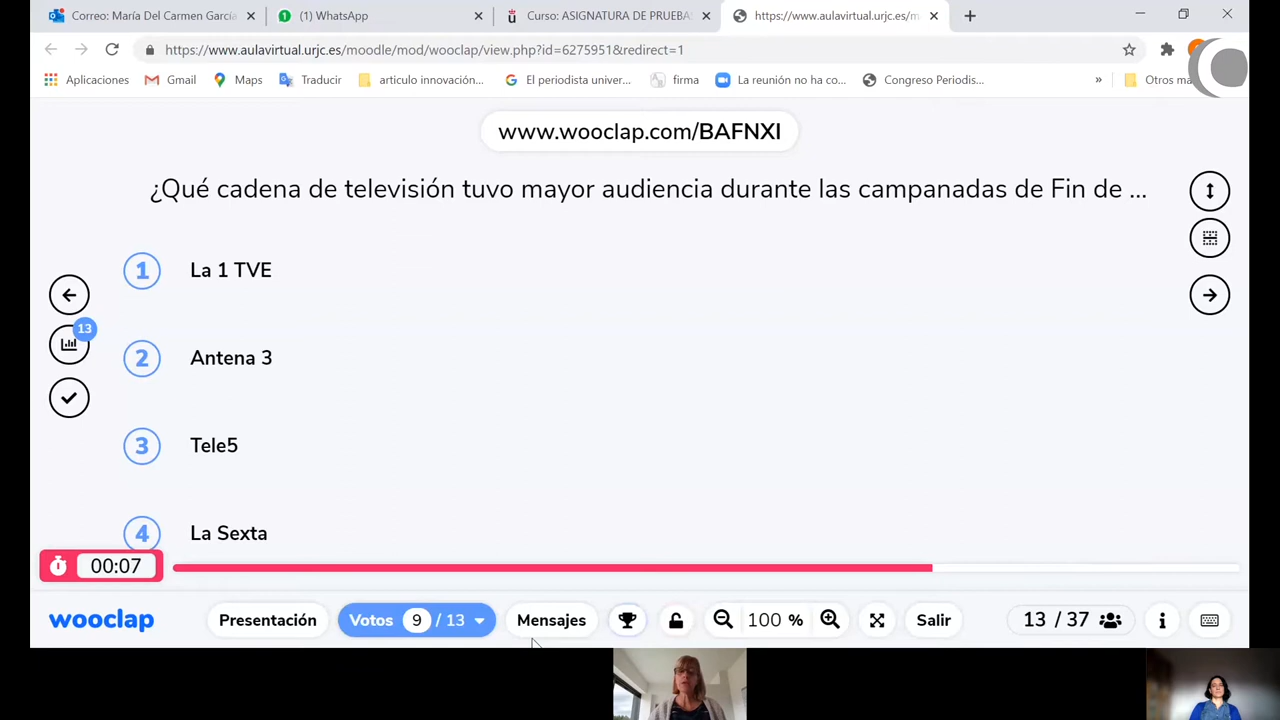 Correo: María Del Carmen García
(1) WhatsApp
Curso: ASIGNATURA DE PRUEBAS
https://www.aulavirtual.urjc.es/m
https://www.aulavirtual.urjc.es/moodle/mod/wooclap/view.php?id=6275951&redirect=1
Aplicaciones
Gmail
Maps
Traducir
articulo innovación...
El periodista univer...
firma
La reunión no ha co...
Congreso Periodis...
»
www.wooclap.com/BAFNXI
¿Qué cadena de televisión tuvo mayor audiencia durante las campanadas de Fin de ...
1 La 1 TVE
13
2 Antena 3
3 Tele5
4 La Sexta
00:07
wooclap Presentación Votos 9 / 13 Mensajes 100 % Salir 13 / 37